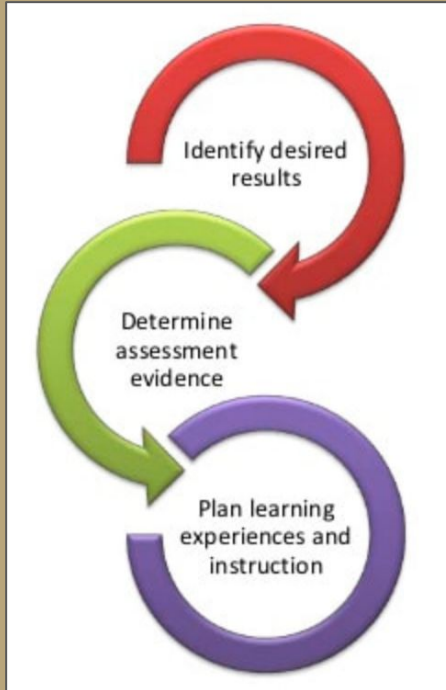 Identify desired
results
Determine
assessment
evidence
Plan learning
experiences and
instruction